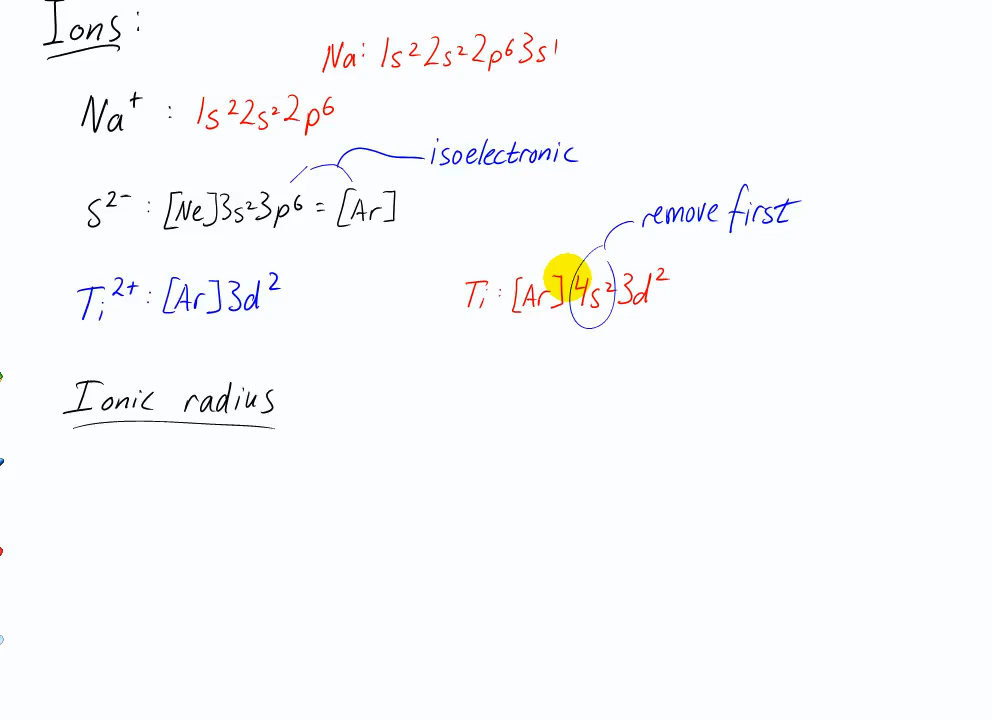 Ions:
Na: 1s²2s²2p⁶3s¹
Na⁺ : 1s²2s²2p⁶
isoelectronic
S²⁻ : [Ne]3s²3p⁶ = [Ar]
remove first
Ti²⁺ : [Ar]3d²
Ti : [Ar]4s²3d²
Ionic radius